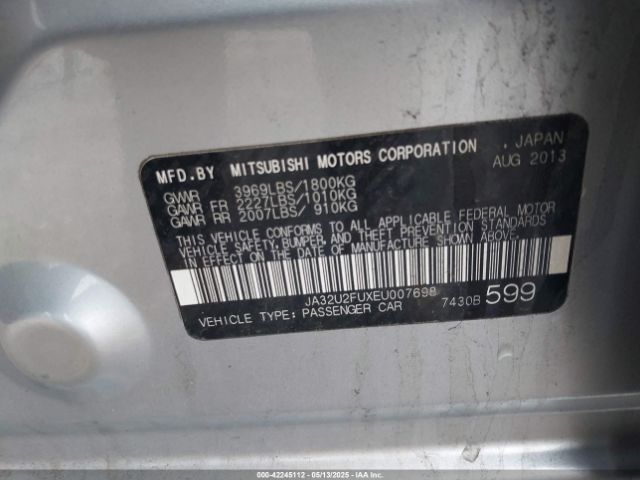 MFD.BY MITSUBISHI MOTORS CORPORATION , JAPAN
AUG 2013
GVWR 3969LBS/1800KG
GAWR FR 2227LBS/1010KG
GAWR RR 2007LBS/ 910KG
THIS VEHICLE CONFORMS TO ALL APPLICABLE FEDERAL MOTOR
VEHICLE SAFETY, BUMPER, AND THEFT PREVENTION STANDARDS
IN EFFECT ON THE DATE OF MANUFACTURE SHOWN ABOVE.
JA32U2FUXEU007698
VEHICLE TYPE: PASSENGER CAR 7430B 599
000-42245112 - 05/13/2025 - IAAI.COM